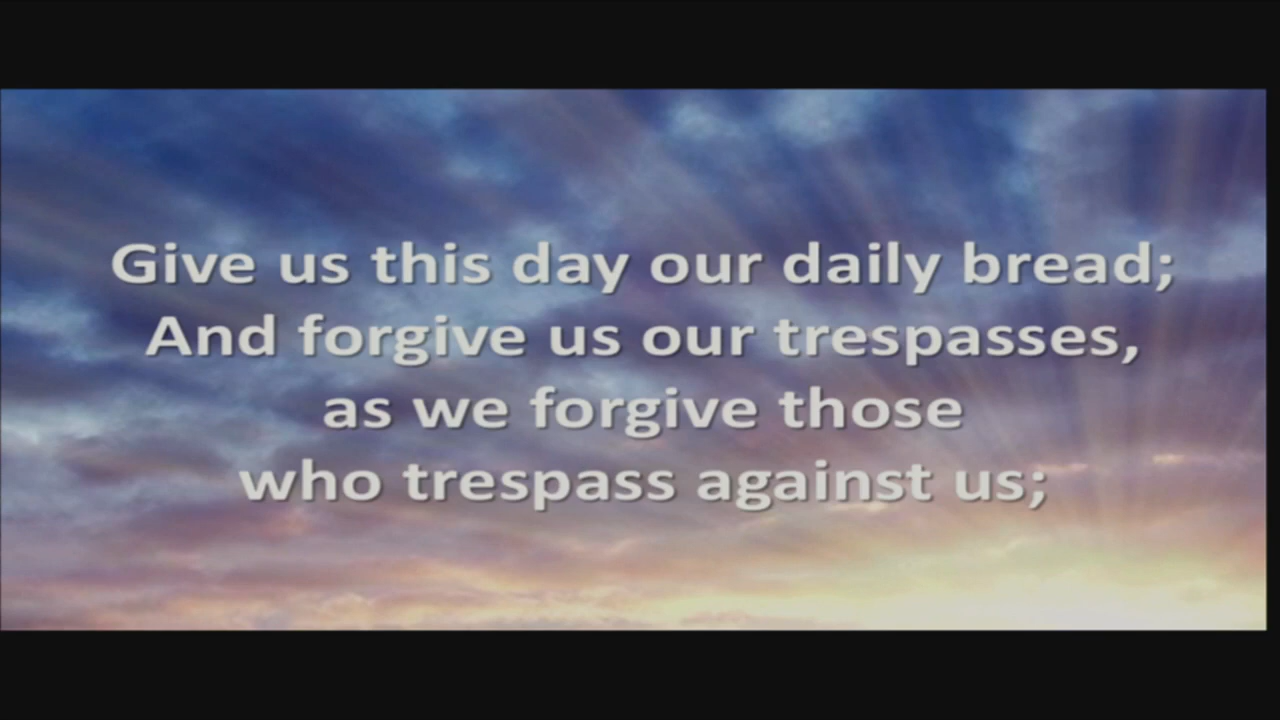 Give us this day our daily bread;
And forgive us our trespasses,
as we forgive those
who trespass against us;